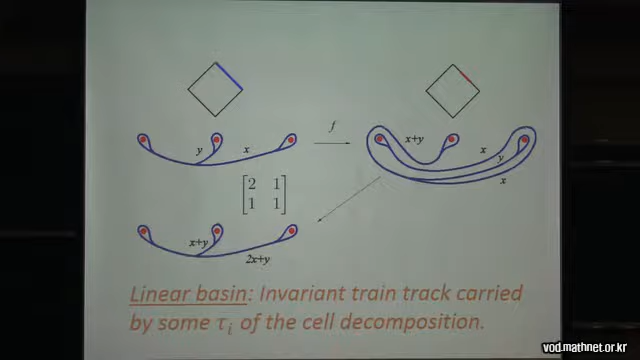 f
y
x
x+y
x
y
x
[2 1
1 1]
x+y
2x+y
Linear basin: Invariant train track carried
by some τᵢ of the cell decomposition.
vod.mathnet.or.kr